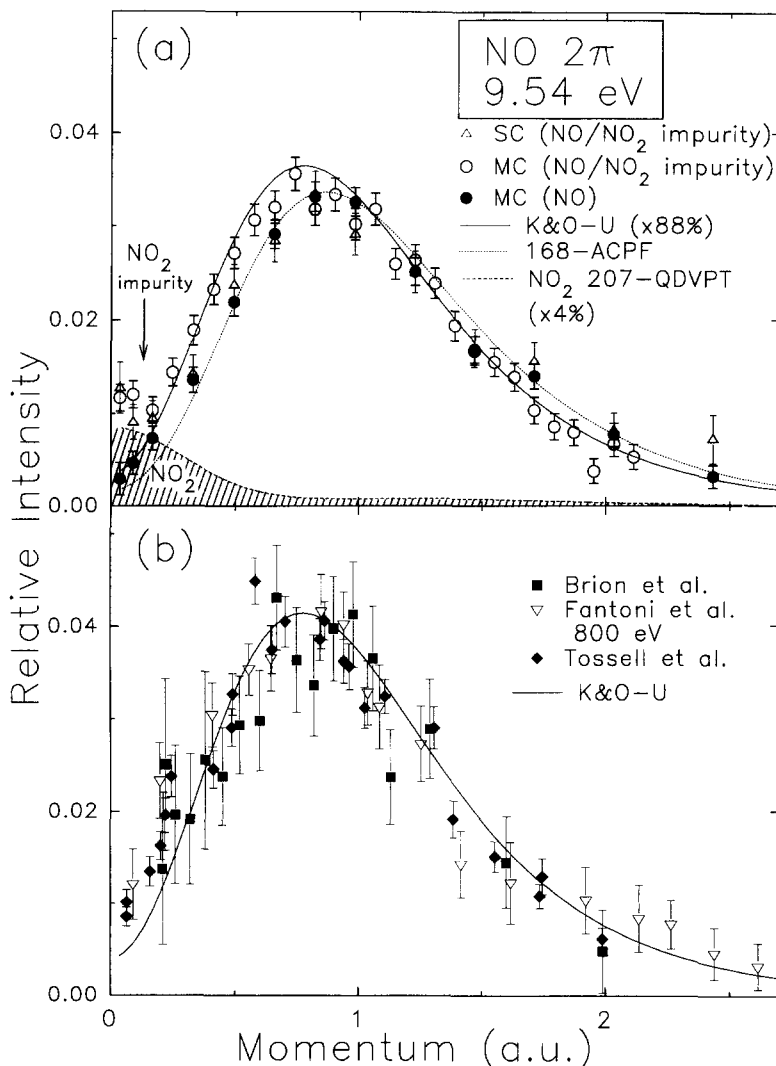 (a)
NO 2π
9.54 eV
SC (NO/NO2 impurity)
MC (NO/NO2 impurity)
MC (NO)
K&O-U (x88%)
168-ACPF
NO2 207-QDVPT
(x4%)
NO2
impurity
NO2
0.04
0.02
0.00
Relative Intensity
(b)
Brion et al.
Fantoni et al.
800 eV
Tossell et al.
K&O-U
0.04
0.02
0.00
0
1
2
Momentum (a.u.)